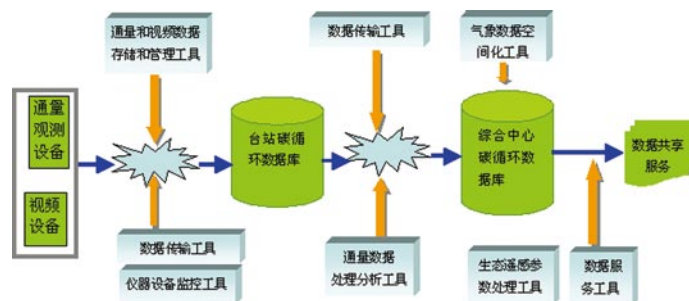 通量和视频数据
存储和管理工具
数据传输工具
气象数据空
间化工具
通量
观测
设备
视频
设备
台站碳循
环数据库
综合中心
碳循环数
据库
数据共享
服务
数据传输工具
仪器设备监控工具
通量数据
处理分析工具
生态遥感参
数处理工具
数据服
务工具